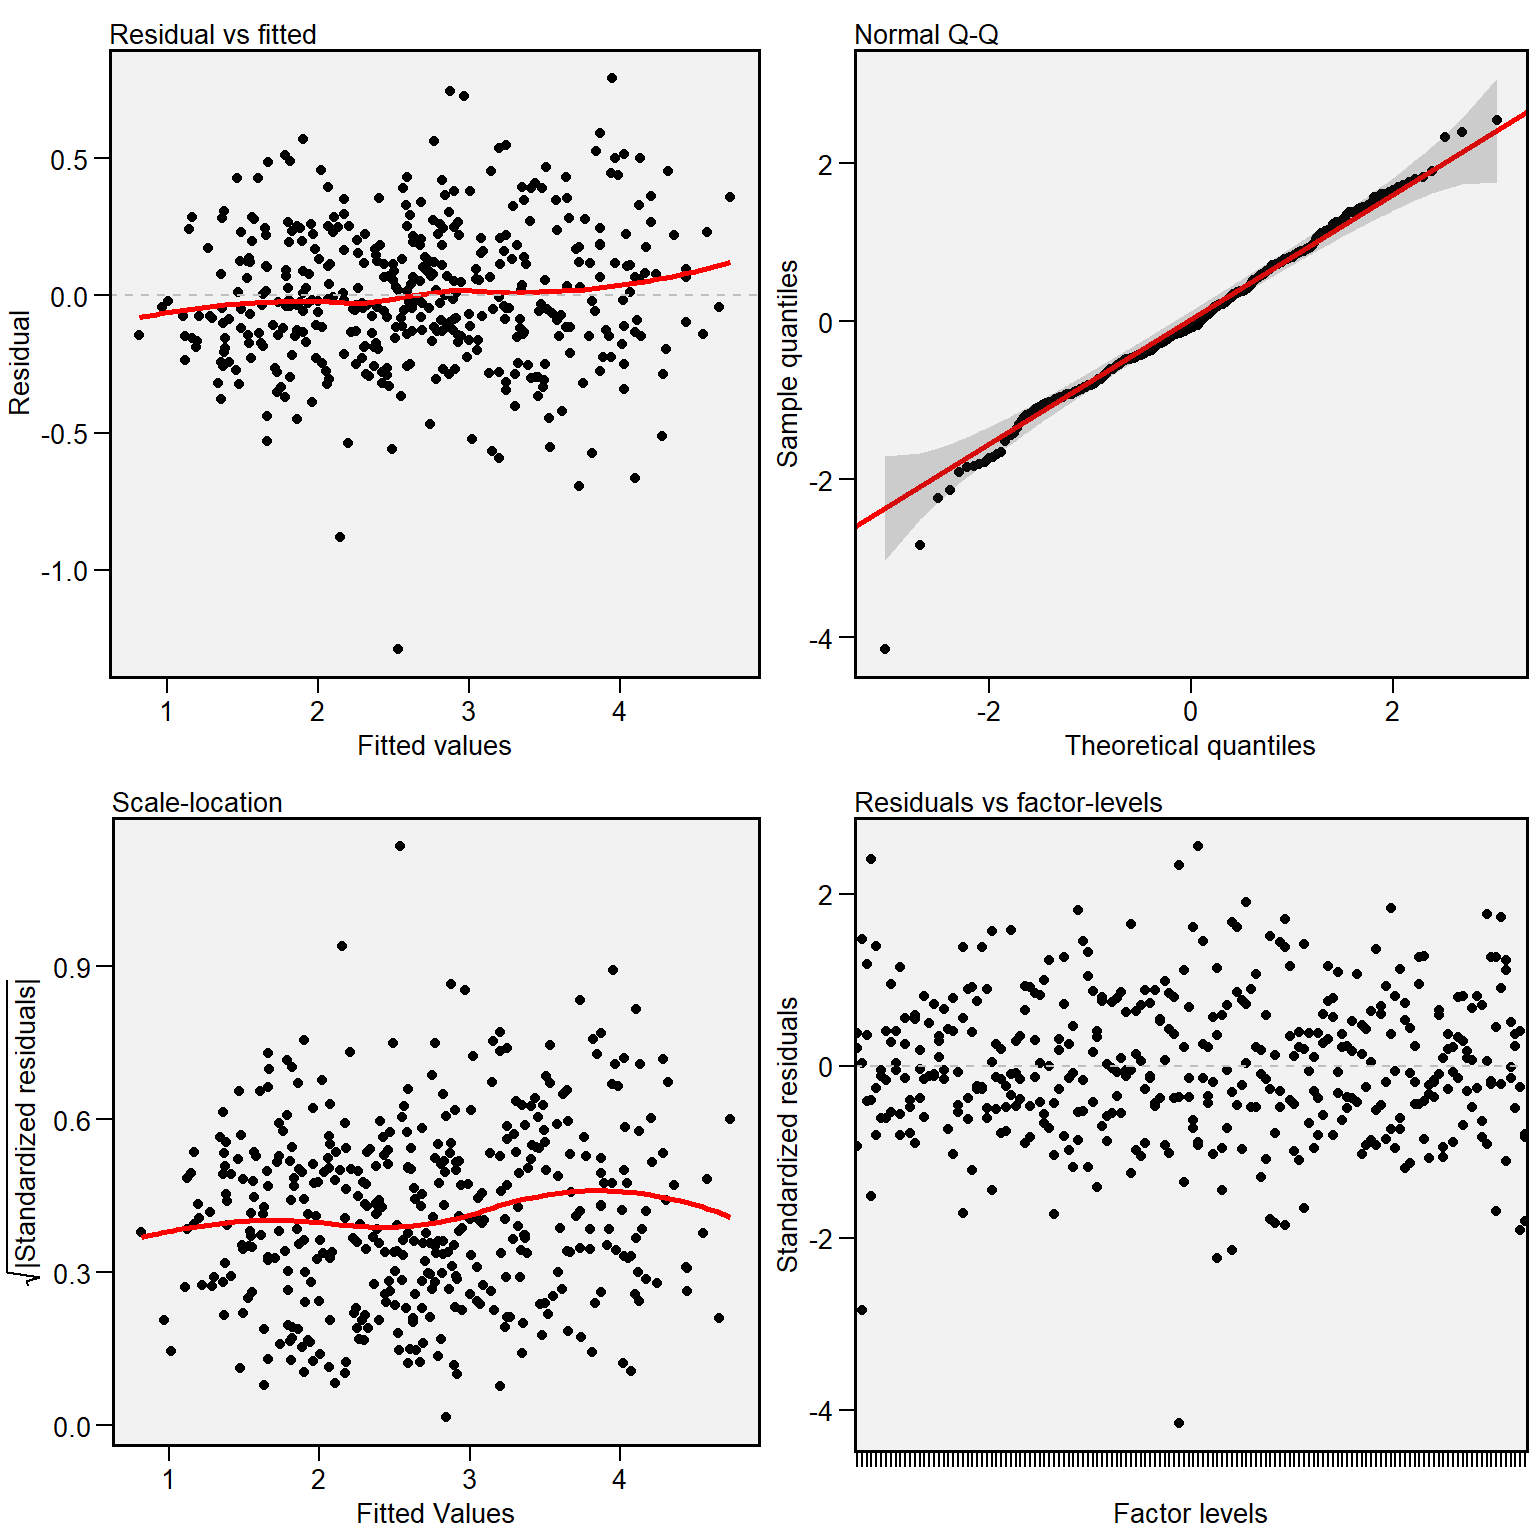 Residual vs fitted
Residual
0.5
0.0
-0.5
-1.0
1 2 3 4
Fitted values
Normal Q-Q
Sample quantiles
2
0
-2
-4
-2 0 2
Theoretical quantiles
Scale-location
√|Standardized residuals|
0.9
0.6
0.3
0.0
1 2 3 4
Fitted Values
Residuals vs factor-levels
Standardized residuals
2
0
-2
-4
Factor levels